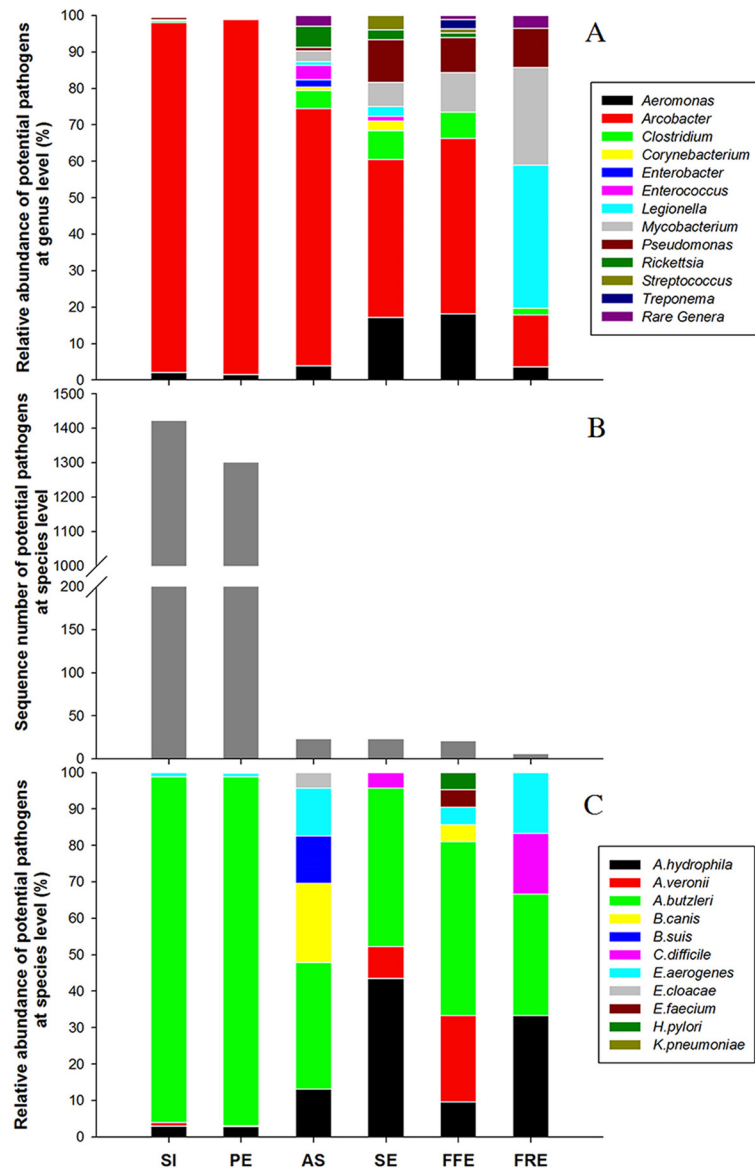 A
Relative abundance of potential pathogens
at genus level (%)
100
90
80
70
60
50
40
30
20
10
0
Aeromonas
Arcobacter
Clostridium
Corynebacterium
Enterobacter
Enterococcus
Legionella
Mycobacterium
Pseudomonas
Rickettsia
Streptococcus
Treponema
Rare Genera
B
Sequence number of potential pathogens
at species level
1500
1400
1300
1200
1100
1000
200
150
100
50
0
C
Relative abundance of potential pathogens
at species level (%)
100
90
80
70
60
50
40
30
20
10
0
A.hydrophila
A.veronii
A.butzleri
B.canis
B.suis
C.difficile
E.aerogenes
E.cloacae
E.faecium
H.pylori
K.pneumoniae
SI PE AS SE FFE FRE